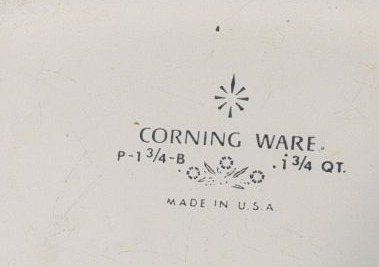 CORNING WARE.
P-1 3/4-B 1 3/4 QT.
MADE IN U.S.A